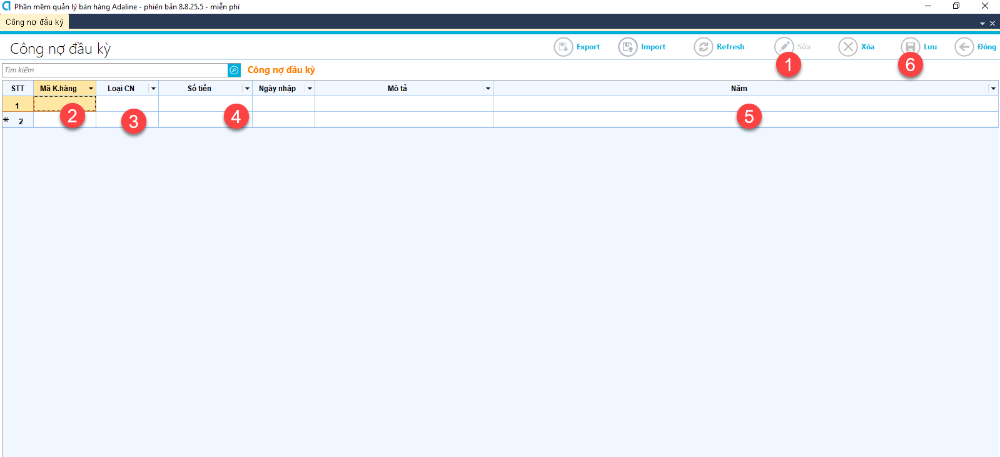 Phần mềm quản lý bán hàng Adaline - phiên bản 8.8.25.5 - miễn phí
Công nợ đầu kỳ
Công nợ đầu kỳ
Export Import Refresh Sửa Xóa Lưu Đóng
1 6
Tìm kiếm Công nợ đầu kỳ
STT Mã K.hàng Loại CN Số tiền Ngày nhập Mô tả Năm
1
2 3 4 5
* 2